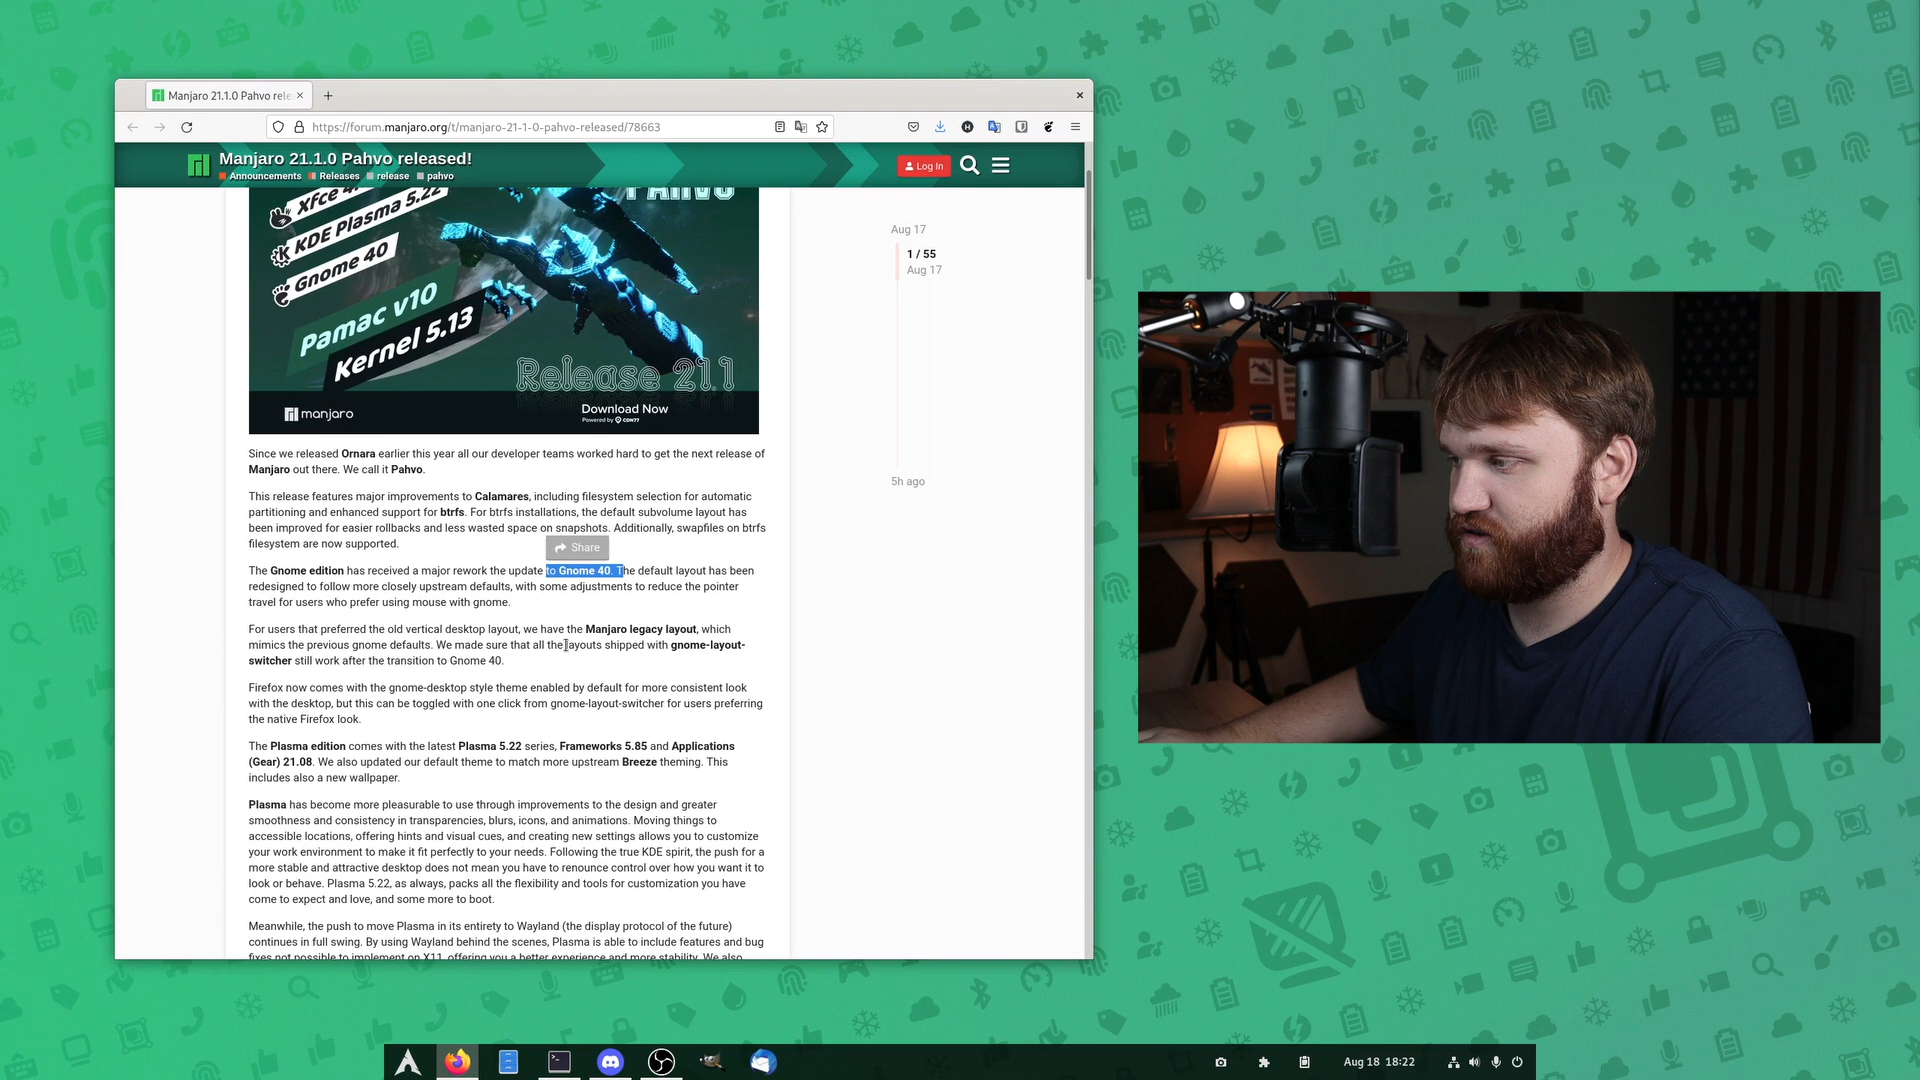 Manjaro 21.1.0 Pahvo rele
https://forum.manjaro.org/t/manjaro-21-1-0-pahvo-released/78663
Manjaro 21.1.0 Pahvo released!
Announcements Releases release pahvo
Log In
Xfce 4.
KDE Plasma 5.22
Gnome 40
PAHVO
Pamac v10
Kernel 5.13
Release 21.1
manjaro
Download Now
Powered by CDN77
Aug 17
1 / 55
Aug 17
5h ago
Since we released Ornara earlier this year all our developer teams worked hard to get the next release of
Manjaro out there. We call it Pahvo.
This release features major improvements to Calamares, including filesystem selection for automatic
partitioning and enhanced support for btrfs. For btrfs installations, the default subvolume layout has
been improved for easier rollbacks and less wasted space on snapshots. Additionally, swapfiles on btrfs
filesystem are now supported.
Share
The Gnome edition has received a major rework the update to Gnome 40. The default layout has been
redesigned to follow more closely upstream defaults, with some adjustments to reduce the pointer
travel for users who prefer using mouse with gnome.
For users that preferred the old vertical desktop layout, we have the Manjaro legacy layout, which
mimics the previous gnome defaults. We made sure that all the layouts shipped with gnome-layout-
switcher still work after the transition to Gnome 40.
Firefox now comes with the gnome-desktop style theme enabled by default for more consistent look
with the desktop, but this can be toggled with one click from gnome-layout-switcher for users preferring
the native Firefox look.
The Plasma edition comes with the latest Plasma 5.22 series, Frameworks 5.85 and Applications
(Gear) 21.08. We also updated our default theme to match more upstream Breeze theming. This
includes also a new wallpaper.
Plasma has become more pleasurable to use through improvements to the design and greater
smoothness and consistency in transparencies, blurs, icons, and animations. Moving things to
accessible locations, offering hints and visual cues, and creating new settings allows you to customize
your work environment to make it fit perfectly to your needs. Following the true KDE spirit, the push for a
more stable and attractive desktop does not mean you have to renounce control over how you want it to
look or behave. Plasma 5.22, as always, packs all the flexibility and tools for customization you have
come to expect and love, and some more to boot.
Meanwhile, the push to move Plasma in its entirety to Wayland (the display protocol of the future)
continues in full swing. By using Wayland behind the scenes, Plasma is able to include features and bug
fixes not possible to implement on X11, offering you a better experience and more stability. We also
Aug 18 18:22